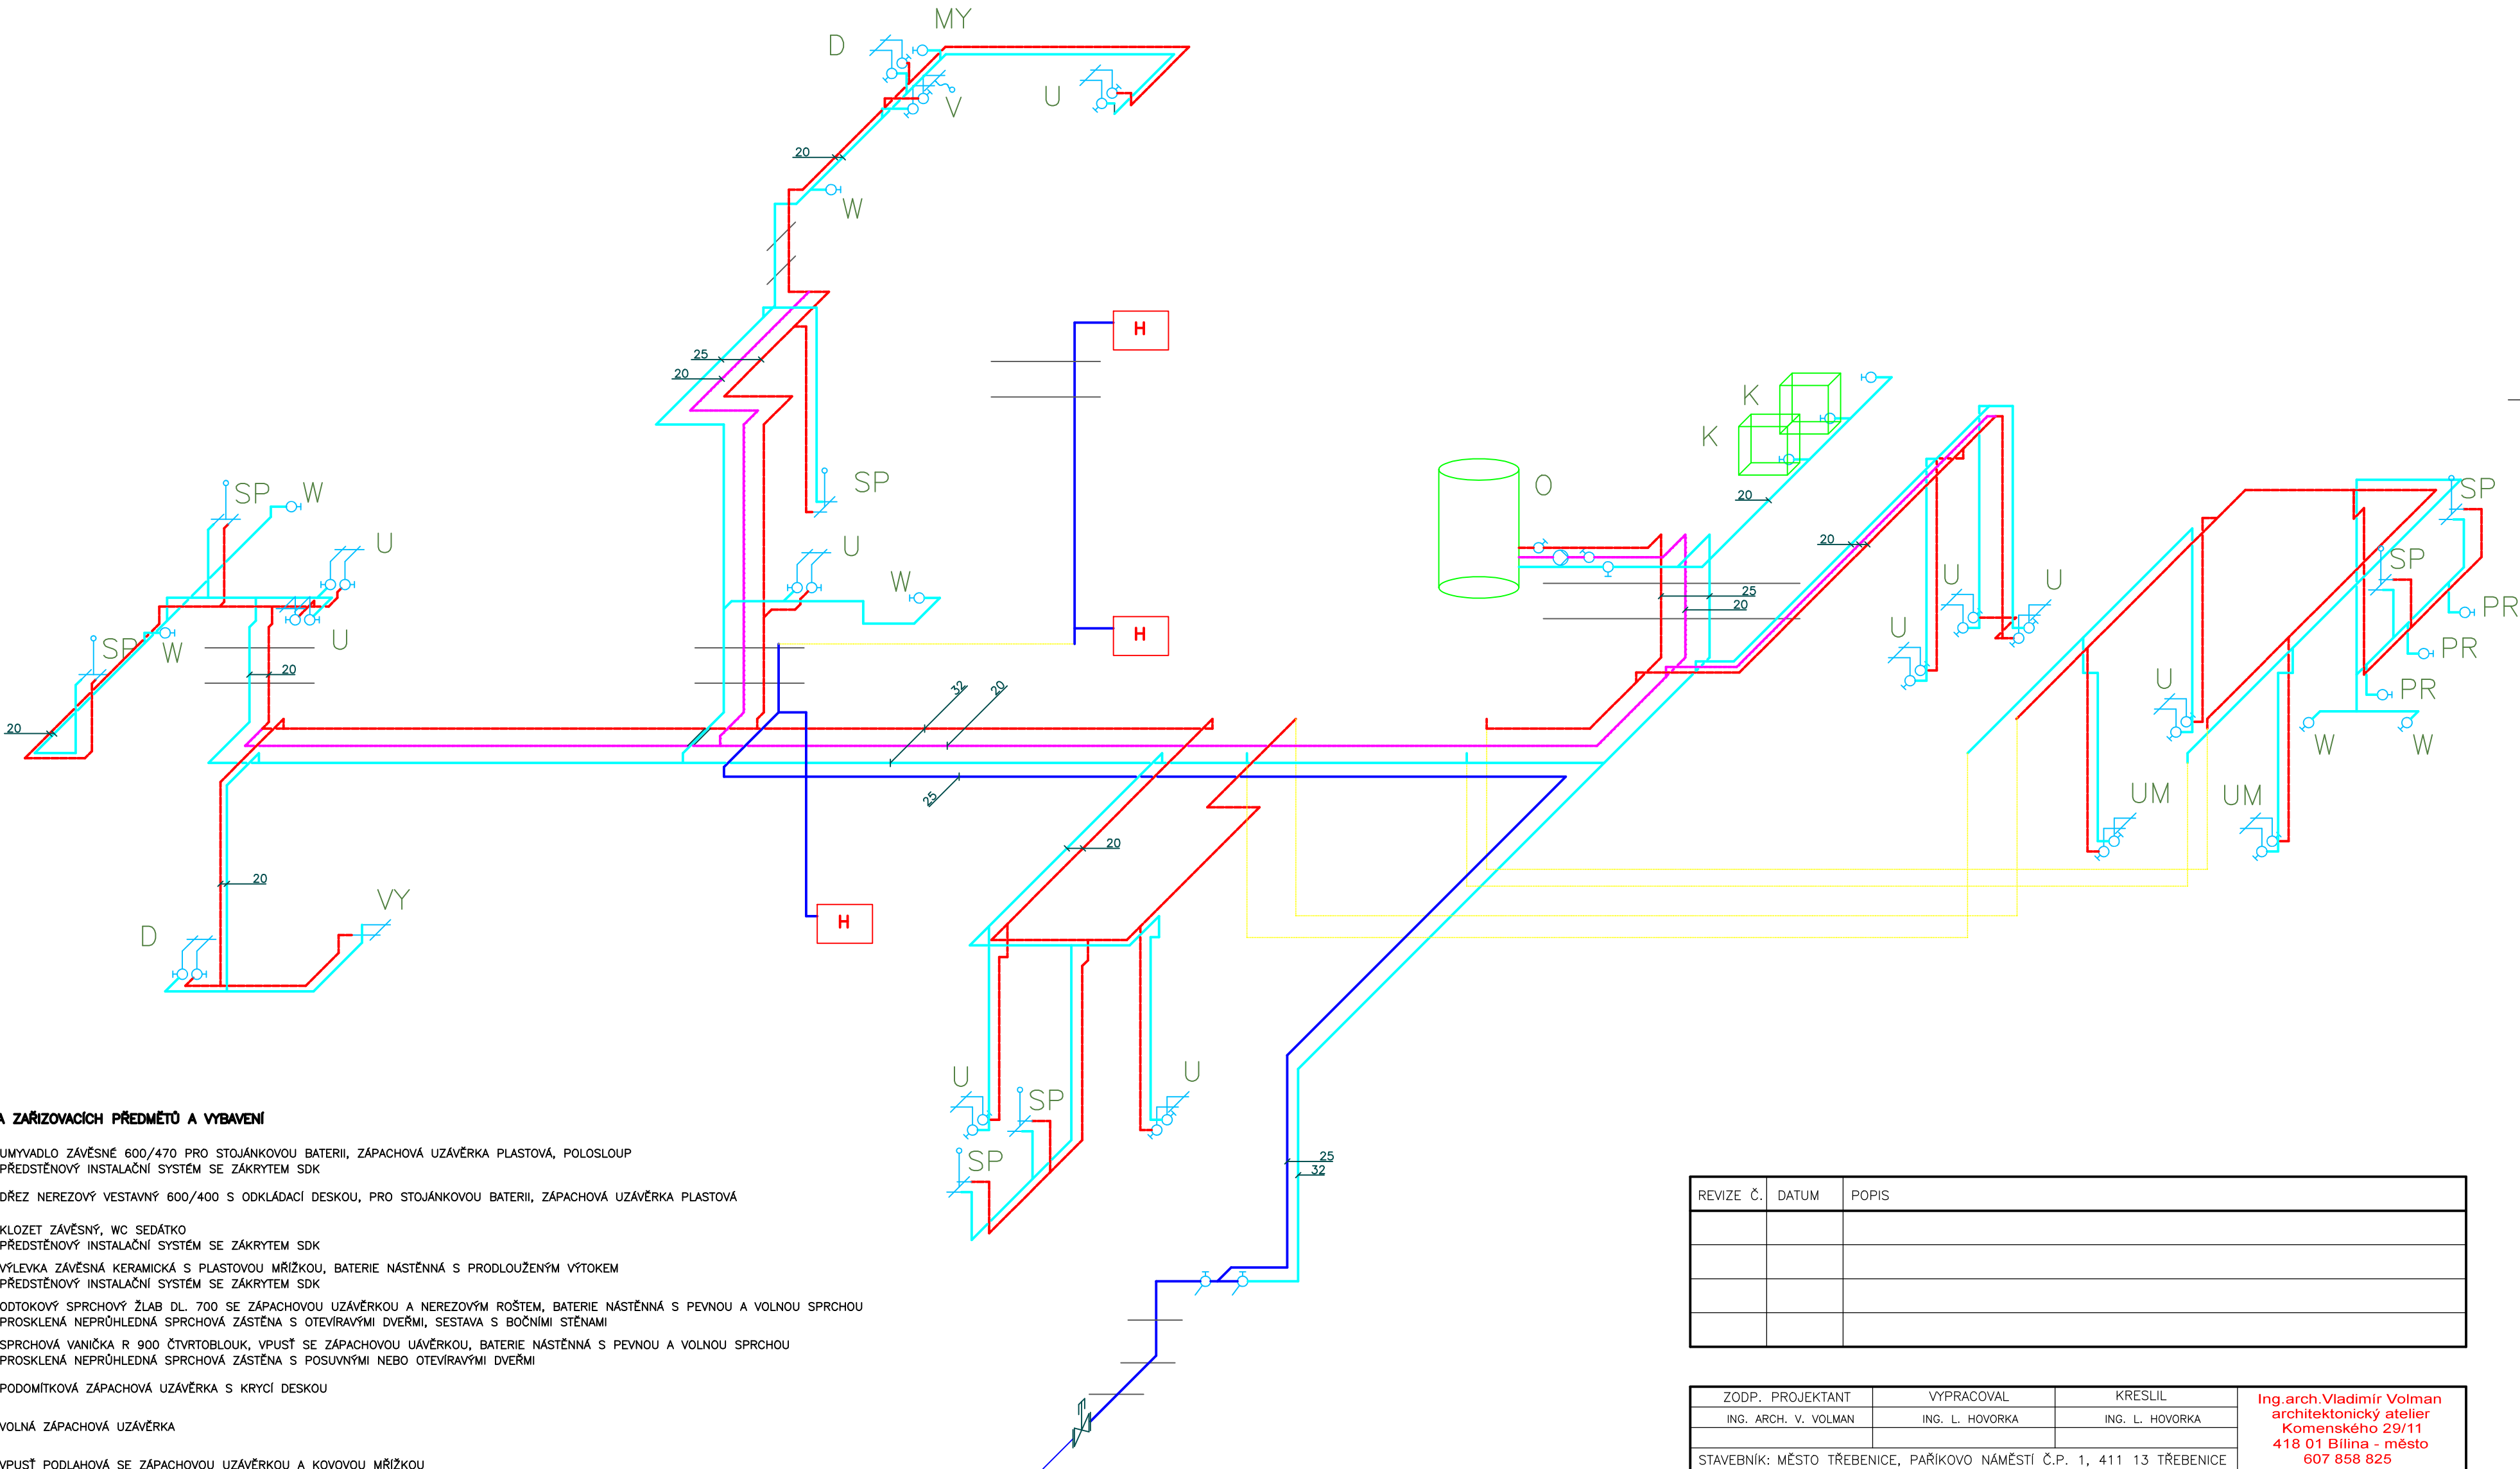 MY
D
V
U
20
W
H
25
20
SP
U
W
H
SP
W
U
U
SP
W
20
20
32
20
25
20
VY
D
H
K
K
O
20
20
25
20
U
U
U
SP
SP
PR
PR
PR
U
W
W
UM
UM
20
U
SP
U
SP
25
32
A ZAŘIZOVACÍCH PŘEDMĚTŮ A VYBAVENÍ
UMYVADLO ZÁVĚSNÉ 600/470 PRO STOJÁNKOVOU BATERII, ZÁPACHOVÁ UZÁVĚRKA PLASTOVÁ, POLOSLOUP
PŘEDSTĚNOVÝ INSTALAČNÍ SYSTÉM SE ZÁKRYTEM SDK
DŘEZ NEREZOVÝ VESTAVNÝ 600/400 S ODKLÁDACÍ DESKOU, PRO STOJÁNKOVOU BATERII, ZÁPACHOVÁ UZÁVĚRKA PLASTOVÁ
KLOZET ZÁVĚSNÝ, WC SEDÁTKO
PŘEDSTĚNOVÝ INSTALAČNÍ SYSTÉM SE ZÁKRYTEM SDK
VÝLEVKA ZÁVĚSNÁ KERAMICKÁ S PLASTOVOU MŘÍŽKOU, BATERIE NÁSTĚNNÁ S PRODLOUŽENÝM VÝTOKEM
PŘEDSTĚNOVÝ INSTALAČNÍ SYSTÉM SE ZÁKRYTEM SDK
ODTOKOVÝ SPRCHOVÝ ŽLAB DL. 700 SE ZÁPACHOVOU UZÁVĚRKOU A NEREZOVÝM ROŠTEM, BATERIE NÁSTĚNNÁ S PEVNOU A VOLNOU SPRCHOU
PROSKLENÁ NEPRŮHLEDNÁ SPRCHOVÁ ZÁSTĚNA S OTEVÍRAVÝMI DVEŘMI, SESTAVA S BOČNÍMI STĚNAMI
SPRCHOVÁ VANIČKA R 900 ČTVRTOBLOUK, VPUSŤ SE ZÁPACHOVOU UÁVĚRKOU, BATERIE NÁSTĚNNÁ S PEVNOU A VOLNOU SPRCHOU
PROSKLENÁ NEPRŮHLEDNÁ SPRCHOVÁ ZÁSTĚNA S POSUVNÝMI NEBO OTEVÍRAVÝMI DVEŘMI
PODOMÍTKOVÁ ZÁPACHOVÁ UZÁVĚRKA S KRYCÍ DESKOU
VOLNÁ ZÁPACHOVÁ UZÁVĚRKA
VPUSŤ PODLAHOVÁ SE ZÁPACHOVOU UZÁVĚRKOU A KOVOVOU MŘÍŽKOU
REVIZE Č. DATUM POPIS
ZODP. PROJEKTANT VYPRACOVAL KRESLIL
ING. ARCH. V. VOLMAN ING. L. HOVORKA ING. L. HOVORKA
STAVEBNÍK: MĚSTO TŘEBENICE, PAŘÍKOVO NÁMĚSTÍ Č.P. 1, 411 13 TŘEBENICE
Ing.arch.Vladimír Volman
architektonický atelier
Komenského 29/11
418 01 Bílina - město
607 858 825